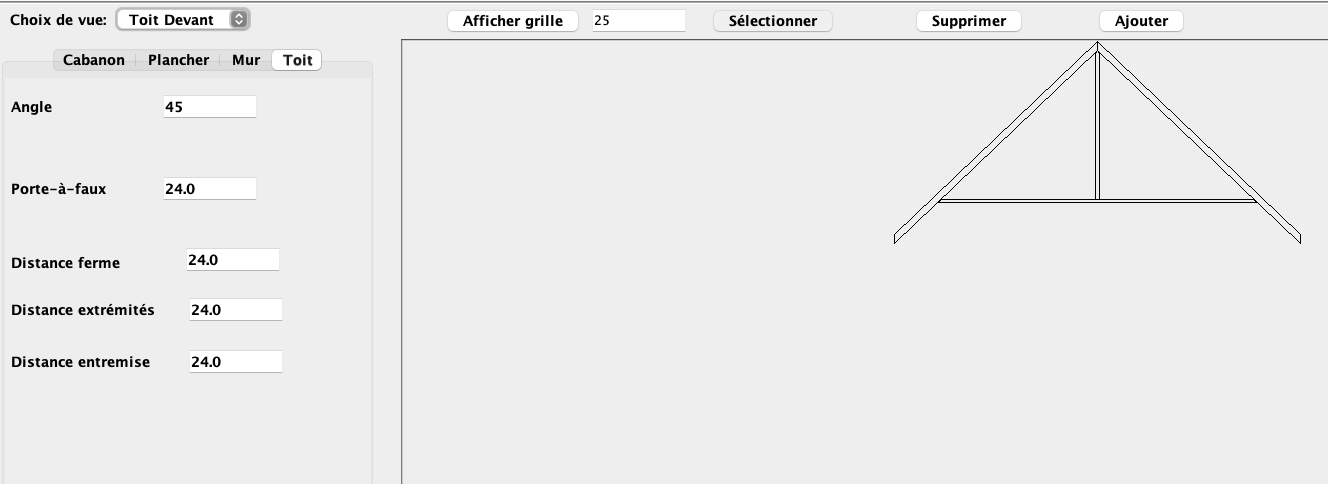 Choix de vue: Toit Devant Afficher grille 25 Sélectionner Supprimer Ajouter
Cabanon Plancher Mur Toit
Angle 45
Porte-à-faux 24.0
Distance ferme 24.0
Distance extrémités 24.0
Distance entremise 24.0